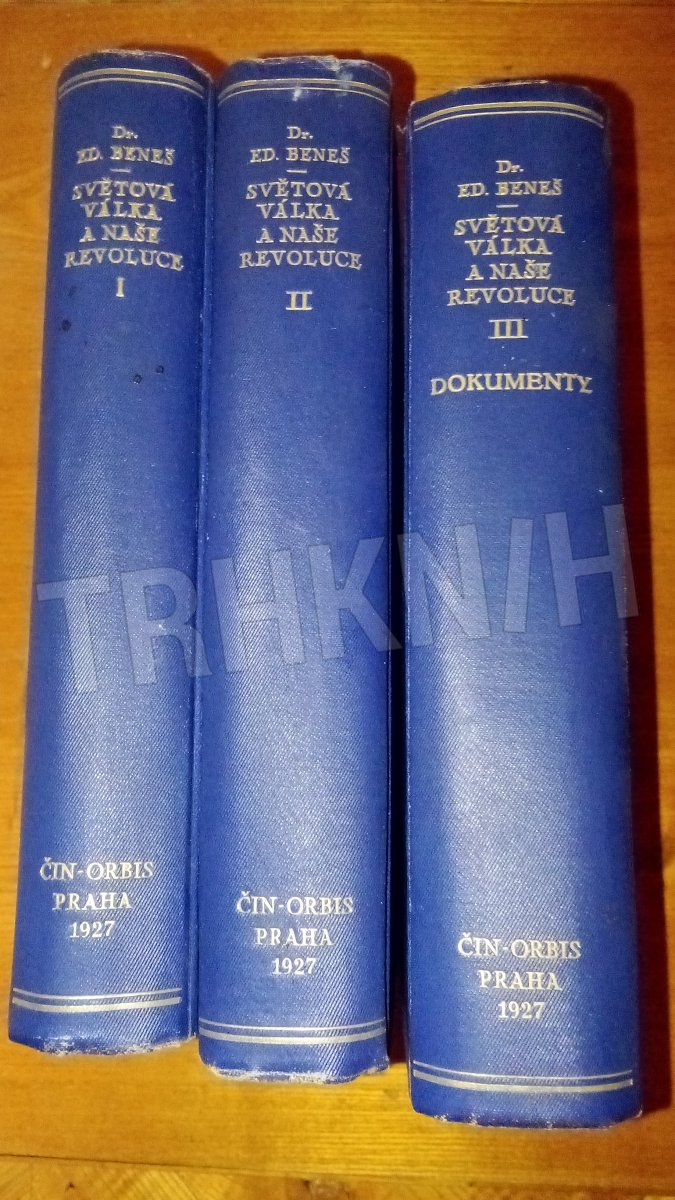 Dr.
ED. BENEŠ
SVĚTOVÁ
VÁLKA
A NAŠE
REVOLUCE
I
ČIN-ORBIS
PRAHA
1927
Dr.
ED. BENEŠ
SVĚTOVÁ
VÁLKA
A NAŠE
REVOLUCE
II
ČIN-ORBIS
PRAHA
1927
Dr.
ED. BENEŠ
SVĚTOVÁ
VÁLKA
A NAŠE
REVOLUCE
III
DOKUMENTY
ČIN-ORBIS
PRAHA
1927
TRHKNIH